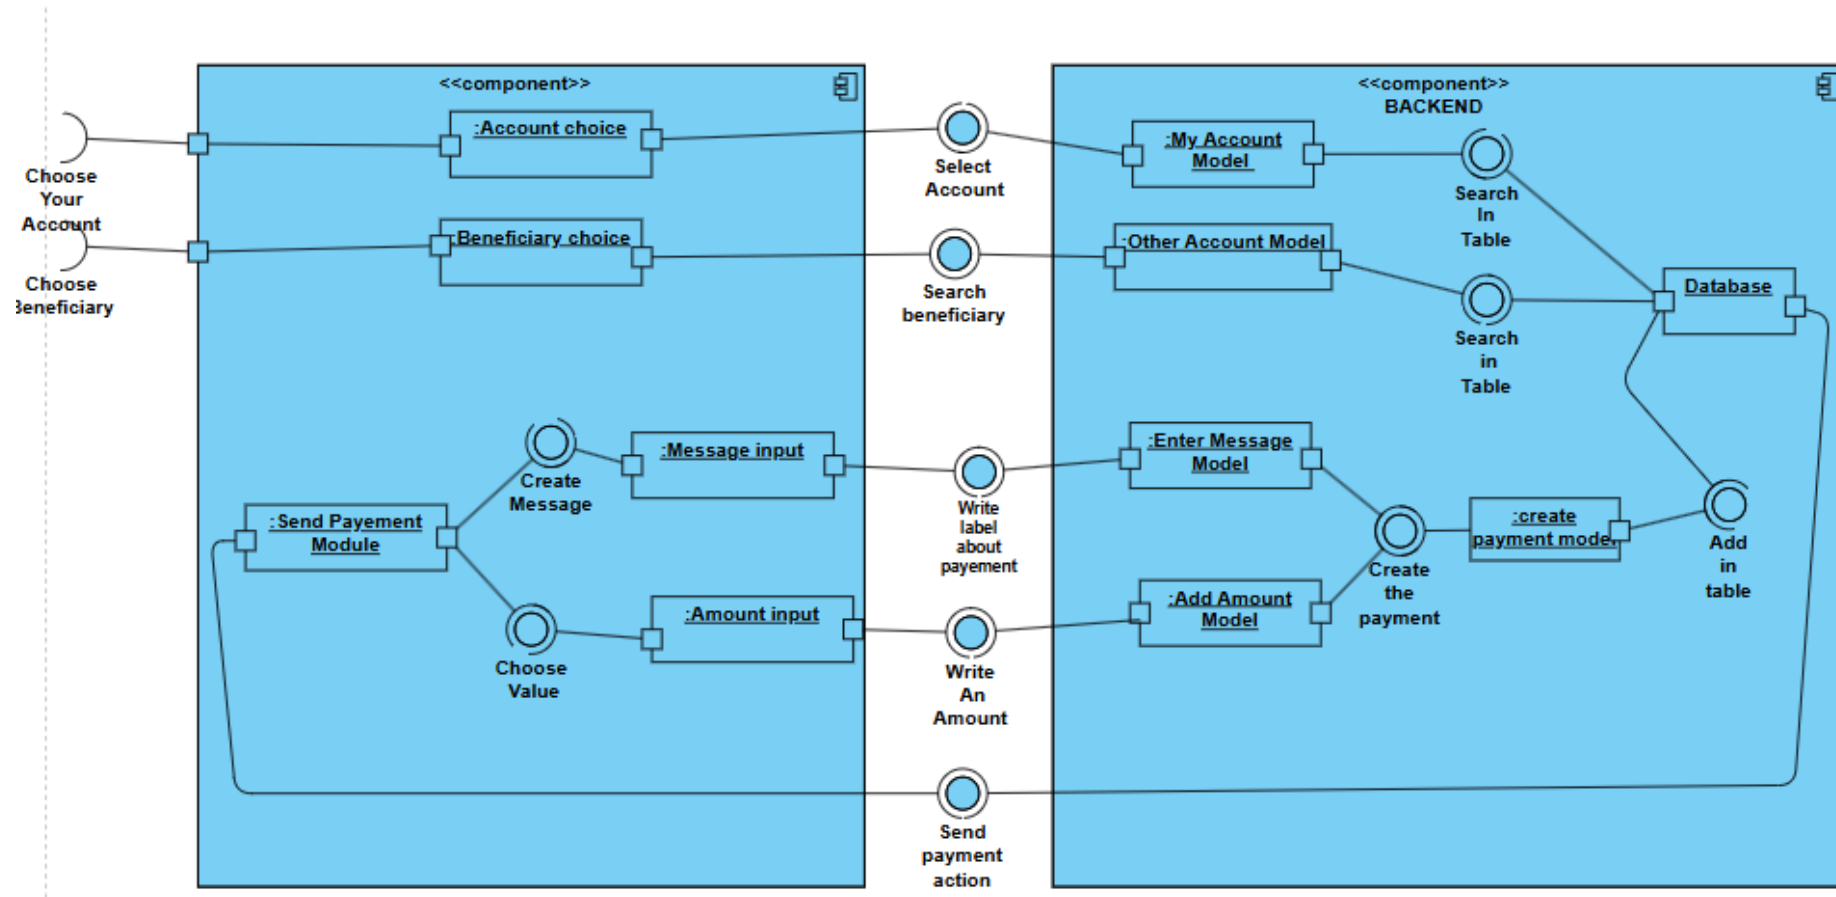 <<component>>
<<component>>
BACKEND
:Account choice
:My Account
Model
Select
Account
Choose
Your
Account
Search
In
Table
:Beneficiary choice
:Other Account Model
Choose
Beneficiary
Search
beneficiary
Database
Search
in
Table
:Message input
:Enter Message
Model
Create
Message
Write
label
about
payement
:Send Payement
Module
:create
payment model
Add
in
table
Create
the
payment
:Amount input
:Add Amount
Model
Choose
Value
Write
An
Amount
Send
payment
action